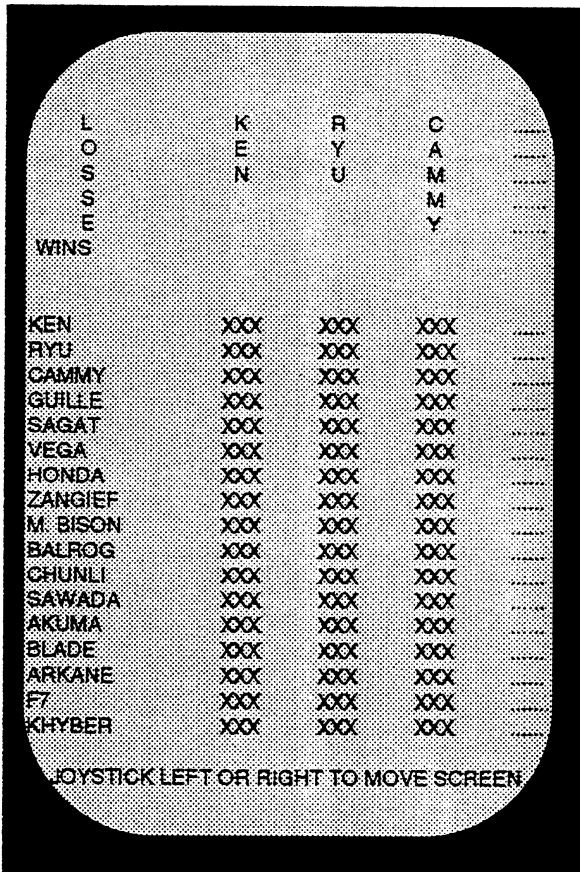 LOSSE
KEN
RYU
CAMMY
WINS
KEN XXX XXX XXX .....
RYU XXX XXX XXX .....
CAMMY XXX XXX XXX .....
GUILLE XXX XXX XXX .....
SAGAT XXX XXX XXX .....
VEGA XXX XXX XXX .....
HONDA XXX XXX XXX .....
ZANGIEF XXX XXX XXX .....
M. BISON XXX XXX XXX .....
BALROG XXX XXX XXX .....
CHUNLI XXX XXX XXX .....
SAWADA XXX XXX XXX .....
AKUMA XXX XXX XXX .....
BLADE XXX XXX XXX .....
ARKANE XXX XXX XXX .....
F7 XXX XXX XXX .....
KHYBER XXX XXX XXX .....
JOYSTICK LEFT OR RIGHT TO MOVE SCREEN